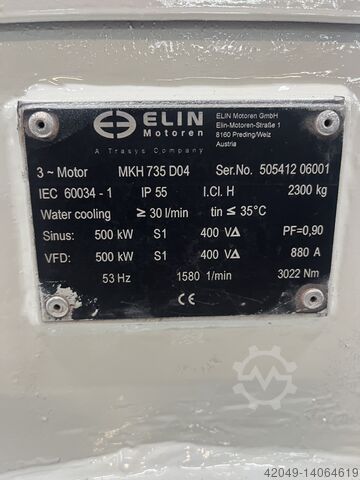 ELIN
Motoren
A Trasys Company
ELIN Motoren GmbH
Elin-Motoren-Straße 1
8160 Preding/Weiz
Austria
3 ~ Motor MKH 735 D04 Ser.No. 505412 06001
IEC 60034 - 1 IP 55 I.Cl. H 2300 kg
Water cooling ≥ 30 l/min tin ≤ 35°C
Sinus: 500 kW S1 400 V∆ PF=0,90
VFD: 500 kW S1 400 V∆ 880 A
53 Hz 1580 1/min 3022 Nm
CE
42049-14064619